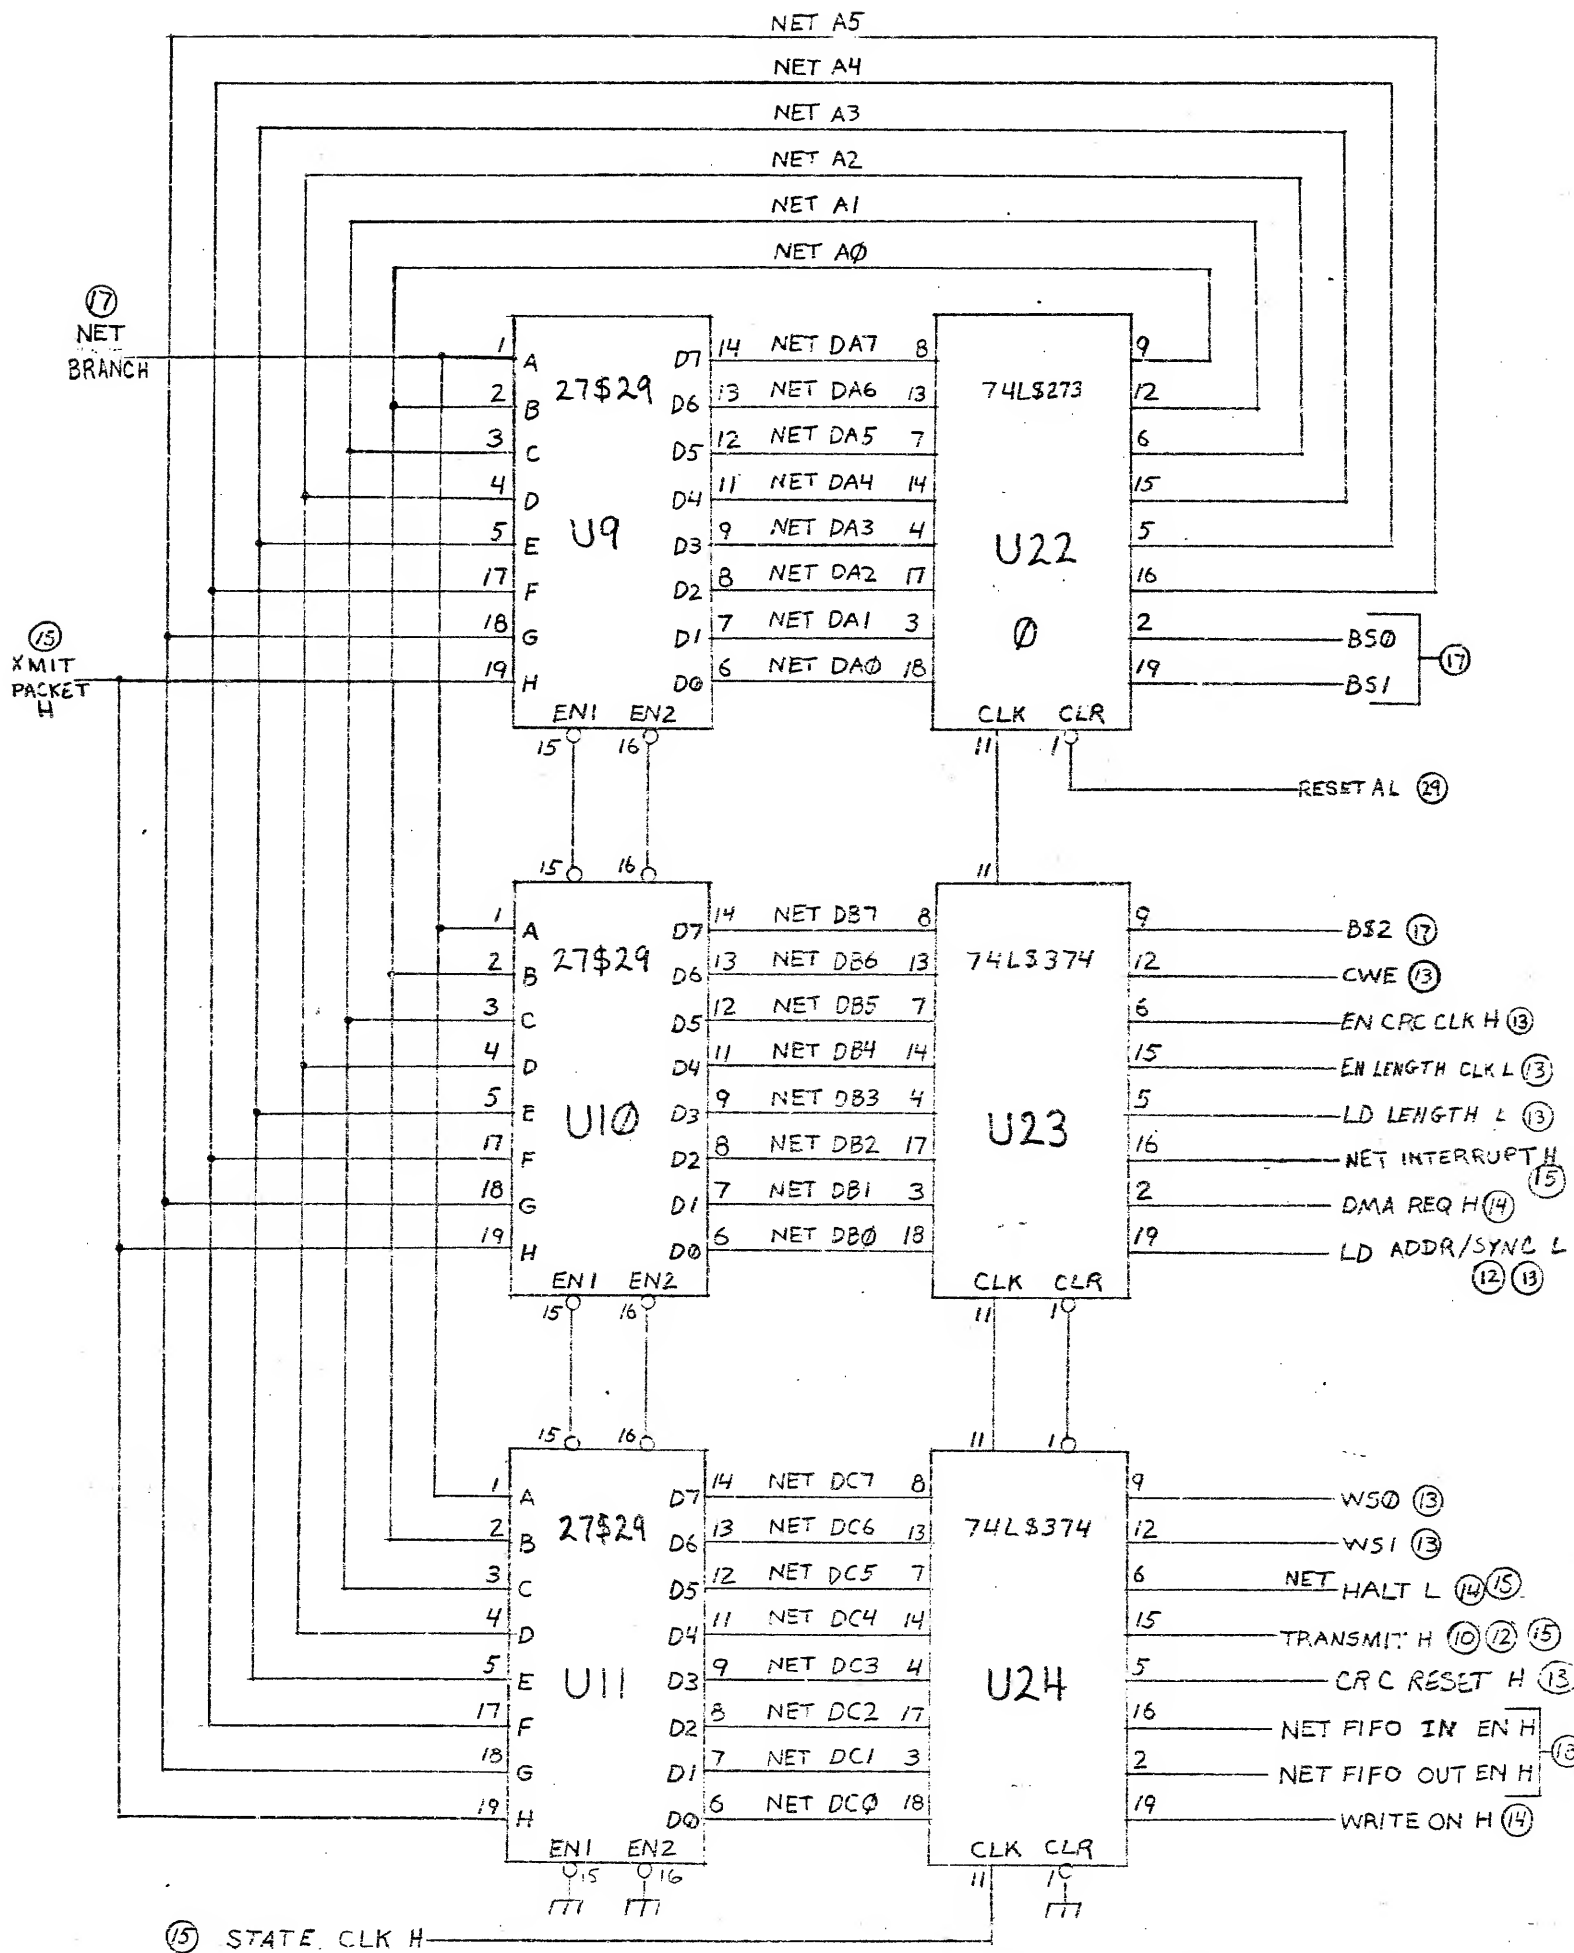 NET A5
NET A4
NET A3
NET A2
NET A1
NET AØ
17
NET
BRANCH
15
XMIT
PACKET
H
1 A 27$29 D7 14 NET DA7 8 74L$273 9
2 B D6 13 NET DA6 13 12
3 C D5 12 NET DA5 7 6
4 D D4 11 NET DA4 14 15
5 E U9 D3 9 NET DA3 4 U22 5
17 F D2 8 NET DA2 17 16
18 G D1 7 NET DA1 3 Ø 2 BSØ
17
19 H DØ 6 NET DAØ 18 19 BS1
EN1 EN2 CLK CLR
15 16 11 1
RESET A L 29
15 16 11
1 A 27$29 D7 14 NET DB7 8 74L$374 9 B$2 17
2 B D6 13 NET DB6 13 12 CWE 13
3 C D5 12 NET DB5 7 6 EN CRC CLK H 13
4 D D4 11 NET DB4 14 15 EN LENGTH CLK L 13
5 E U1Ø D3 9 NET DB3 4 U23 5 LD LENGTH L 13
17 F D2 8 NET DB2 17 16 NET INTERRUPT H
15
18 G D1 7 NET DB1 3 2 DMA REQ H 14
19 H DØ 6 NET DBØ 18 19 LD ADDR/SYNC L
12 13
EN1 EN2 CLK CLR
15 16 11 1
15 16 11 1
1 A 27$29 D7 14 NET DC7 8 74L$374 9 WSØ 13
2 B D6 13 NET DC6 13 12 WS1 13
3 C D5 12 NET DC5 7 6 NET HALT L 14 15
4 D D4 11 NET DC4 14 15 TRANSMIT H 10 12 15
5 E U11 D3 9 NET DC3 4 U24 5 CRC RESET H 13
17 F D2 8 NET DC2 17 16 NET FIFO IN EN H
18 G D1 7 NET DC1 3 2 NET FIFO OUT EN H
19 H DØ 6 NET DCØ 18 19 WRITE ON H 14
EN1 EN2 CLK CLR
15 16 11 1
15 STATE CLK H